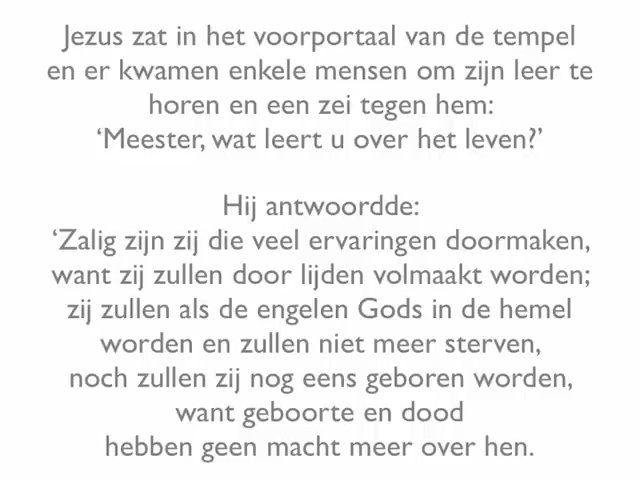 Jezus zat in het voorportaal van de tempel
en er kwamen enkele mensen om zijn leer te
horen en een zei tegen hem:
‘Meester, wat leert u over het leven?’
Hij antwoordde:
‘Zalig zijn zij die veel ervaringen doormaken,
want zij zullen door lijden volmaakt worden;
zij zullen als de engelen Gods in de hemel
worden en zullen niet meer sterven,
noch zullen zij nog eens geboren worden,
want geboorte en dood
hebben geen macht meer over hen.